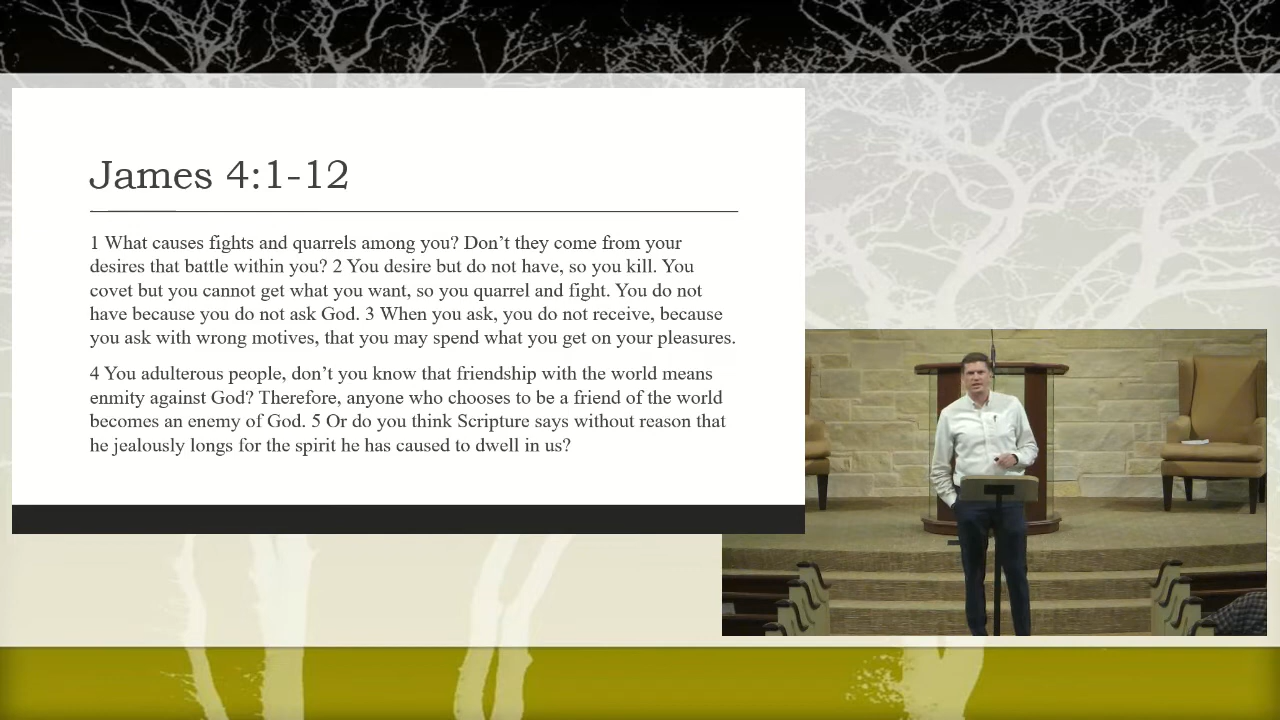 James 4:1-12
1 What causes fights and quarrels among you? Don’t they come from your
desires that battle within you? 2 You desire but do not have, so you kill. You
covet but you cannot get what you want, so you quarrel and fight. You do not
have because you do not ask God. 3 When you ask, you do not receive, because
you ask with wrong motives, that you may spend what you get on your pleasures.
4 You adulterous people, don’t you know that friendship with the world means
enmity against God? Therefore, anyone who chooses to be a friend of the world
becomes an enemy of God. 5 Or do you think Scripture says without reason that
he jealously longs for the spirit he has caused to dwell in us?